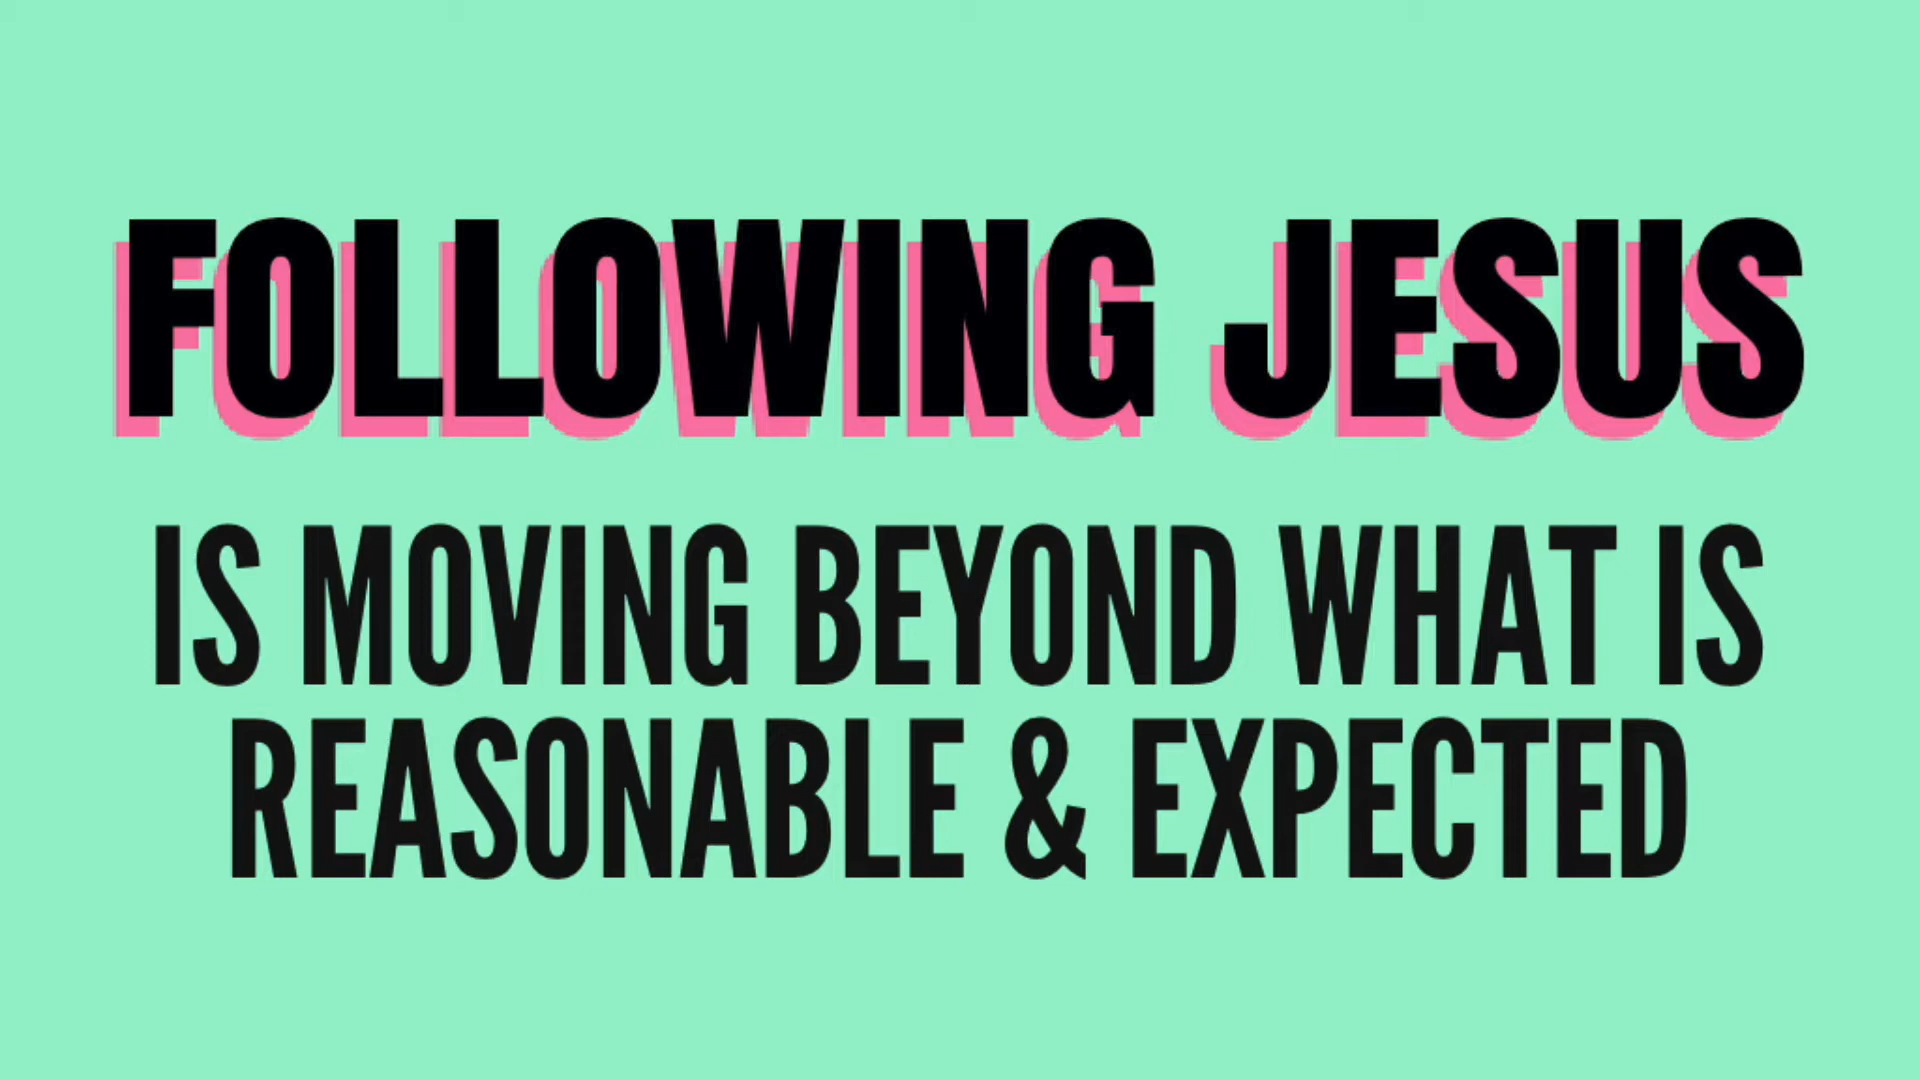 FOLLOWING JESUS
IS MOVING BEYOND WHAT IS
REASONABLE & EXPECTED